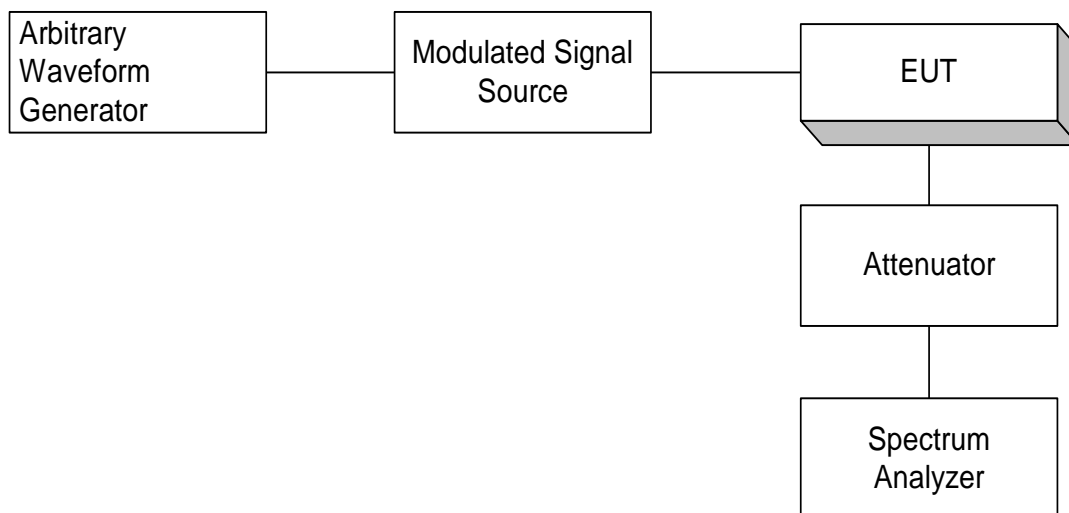 Arbitrary
Waveform
Generator
Modulated Signal
Source
EUT
Attenuator
Spectrum
Analyzer